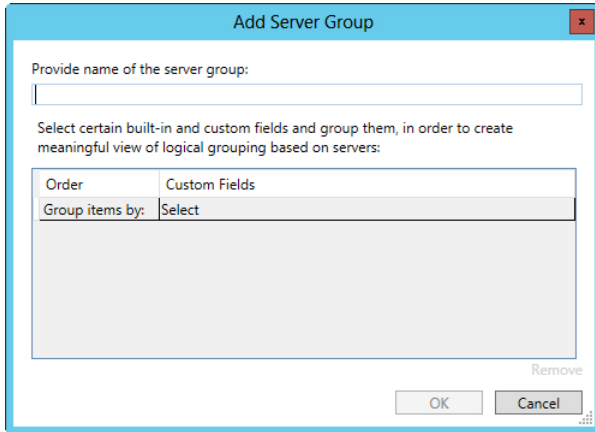 Add Server Group
x
Provide name of the server group:
Select certain built-in and custom fields and group them, in order to create
meaningful view of logical grouping based on servers:
Order Custom Fields
Group items by: Select
Remove
OK Cancel